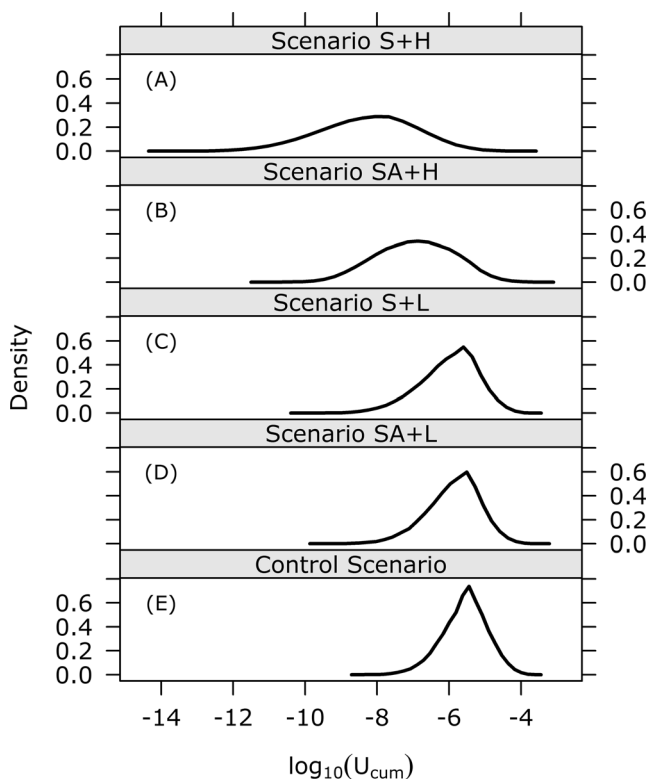 Scenario S+H
(A)
0.6
0.4
0.2
0.0
Scenario SA+H
(B)
0.6
0.4
0.2
0.0
Scenario S+L
(C)
0.6
0.4
0.2
0.0
Scenario SA+L
(D)
0.6
0.4
0.2
0.0
Control Scenario
(E)
0.6
0.4
0.2
0.0
Density
-14 -12 -10 -8 -6 -4
log10(Ucum)